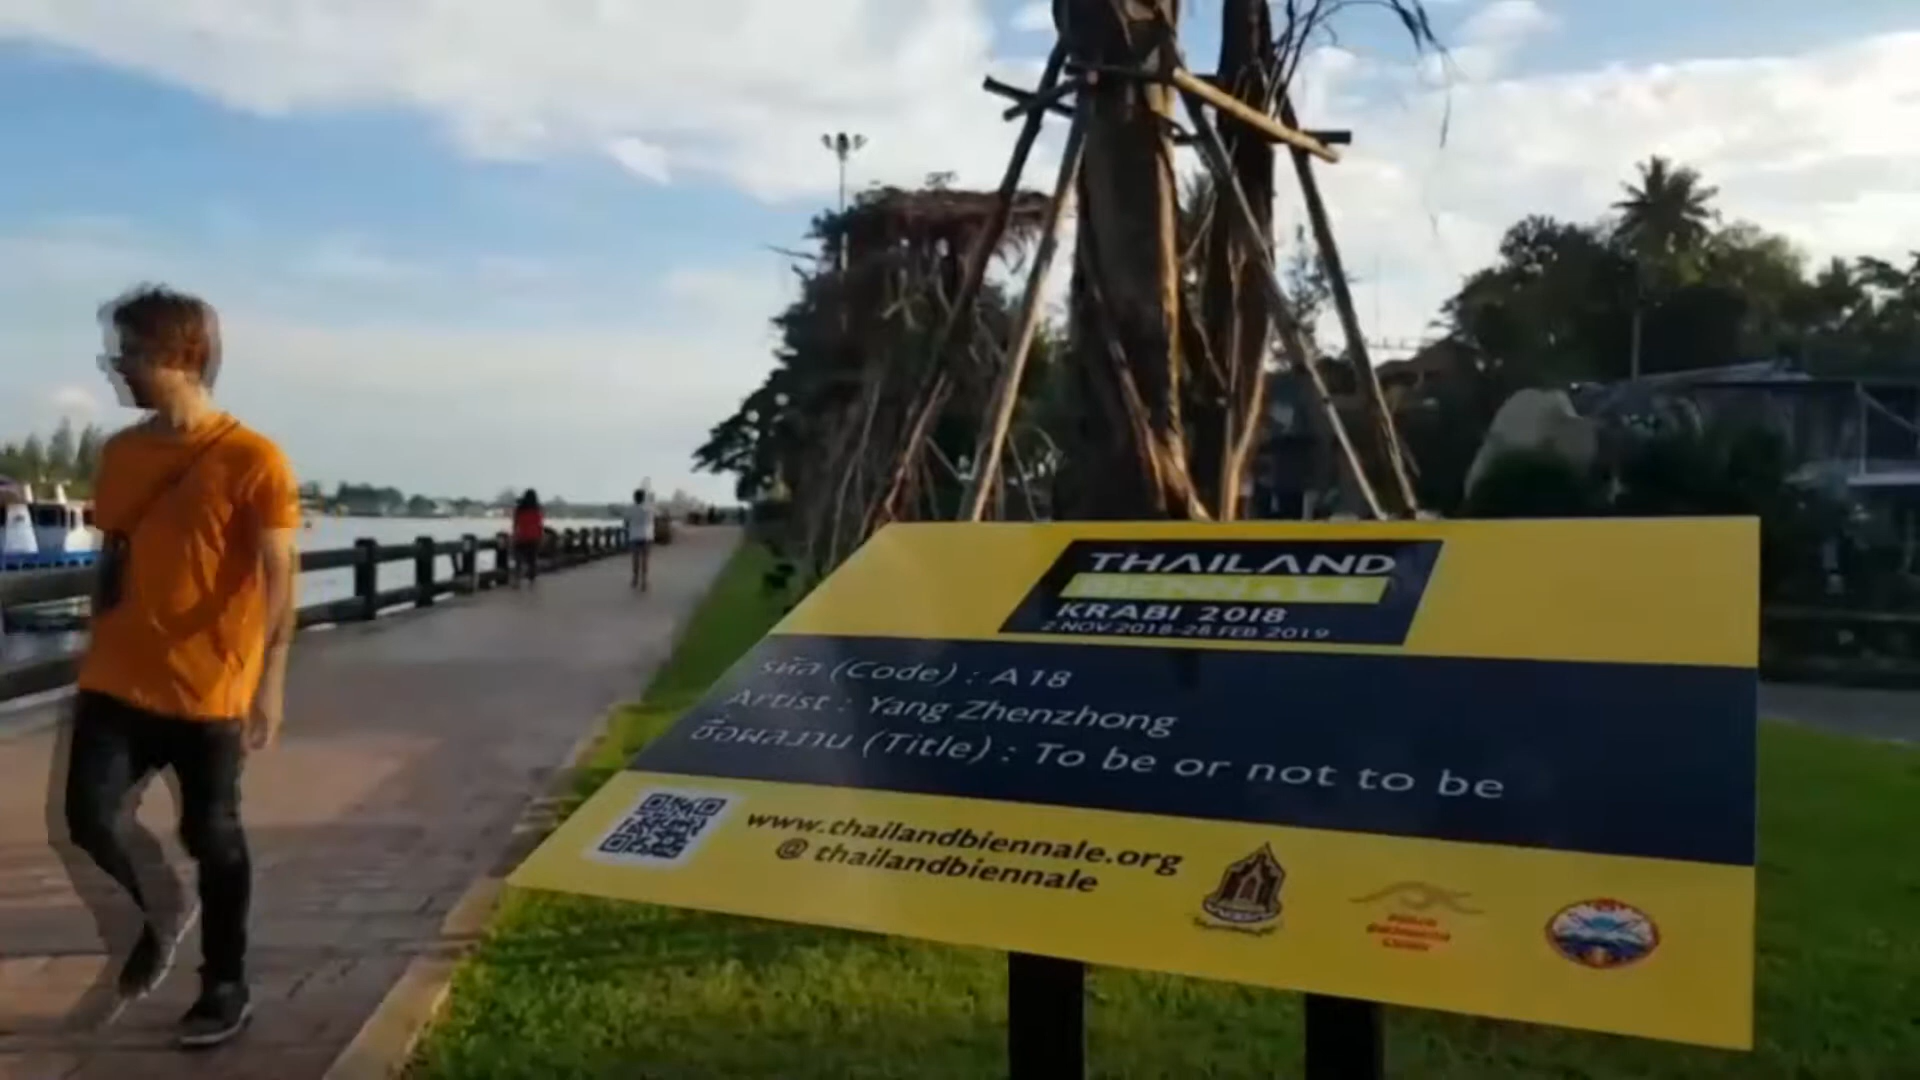 THAILAND
BIENNALE
KRABI 2018
2 NOV 2018-28 FEB 2019
รหัส (Code) : A18
Artist : Yang Zhenzhong
ชื่อผลงาน (Title) : To be or not to be
www.thailandbiennale.org
@ thailandbiennale